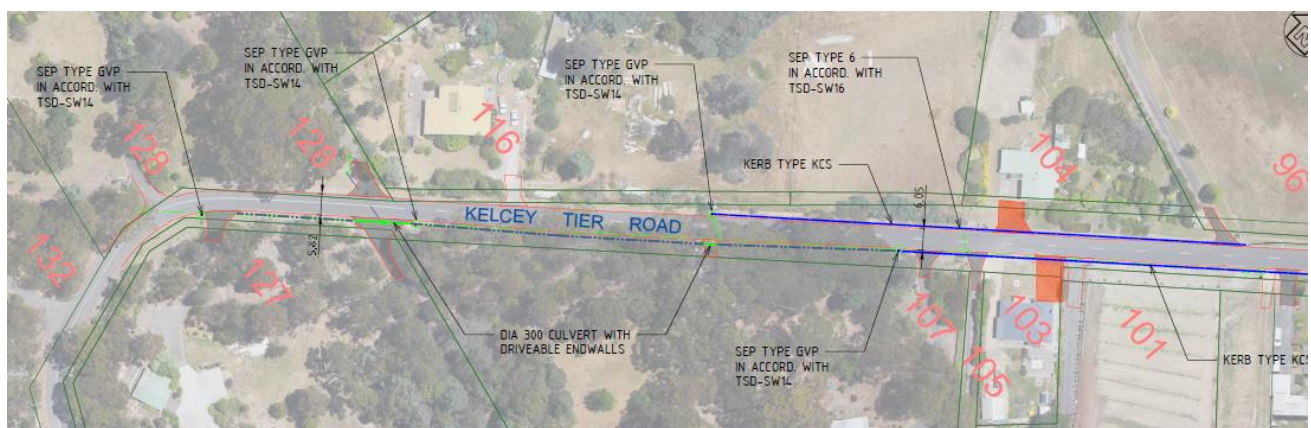 SEP TYPE GVP
IN ACCORD. WITH
TSD-SW14
SEP TYPE GVP
IN ACCORD. WITH
TSD-SW14
SEP TYPE GVP
IN ACCORD. WITH
TSD-SW14
SEP TYPE 6
IN ACCORD. WITH
TSD-SW16
KERB TYPE KCS
128
128
116
104
96
6.05
KELCEY TIER ROAD
5.82
132
127
107
103
101
105
DIA 300 CULVERT WITH
DRIVEABLE ENDWALLS
SEP TYPE GVP
IN ACCORD. WITH
TSD-SW14
KERB TYPE KCS